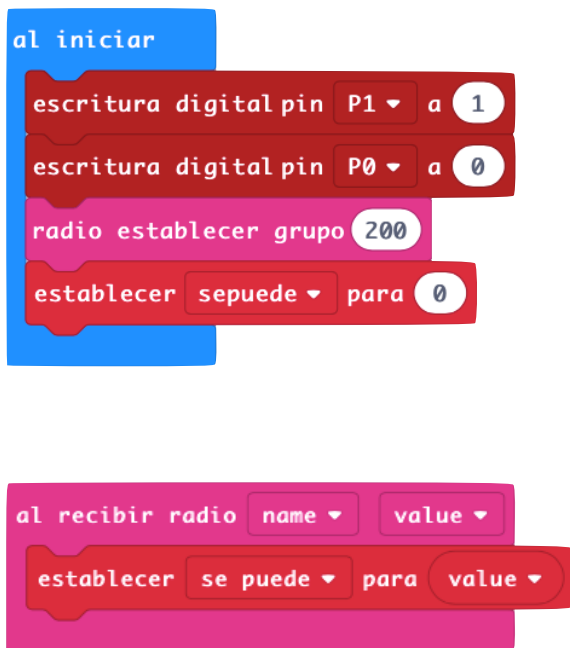 al iniciar
escritura digital pin P1 a 1
escritura digital pin P0 a 0
radio establecer grupo 200
establecer sepuede para 0
al recibir radio name value
establecer se puede para value